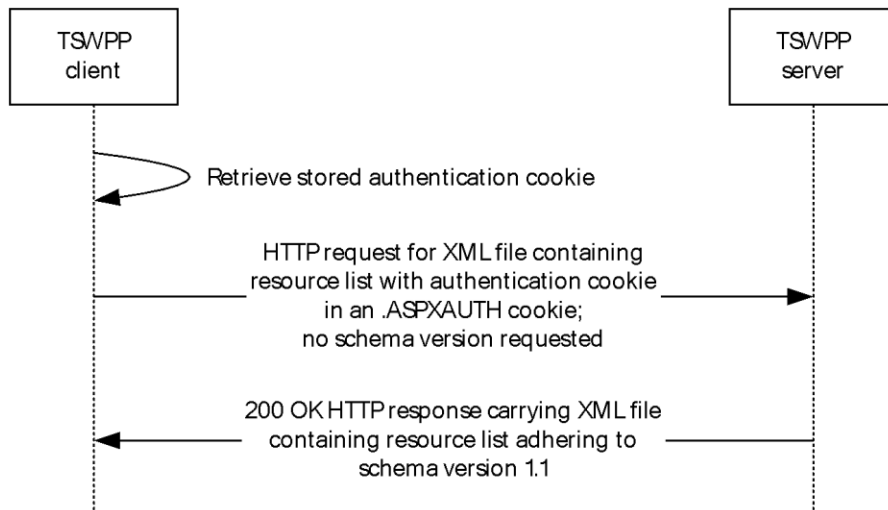 TSWPP
client
TSWPP
server
Retrieve stored authentication cookie
HTTP request for XML file containing
resource list with authentication cookie
in an .ASPXAUTH cookie;
no schema version requested
200 OK HTTP response carrying XML file
containing resource list adhering to
schema version 1.1